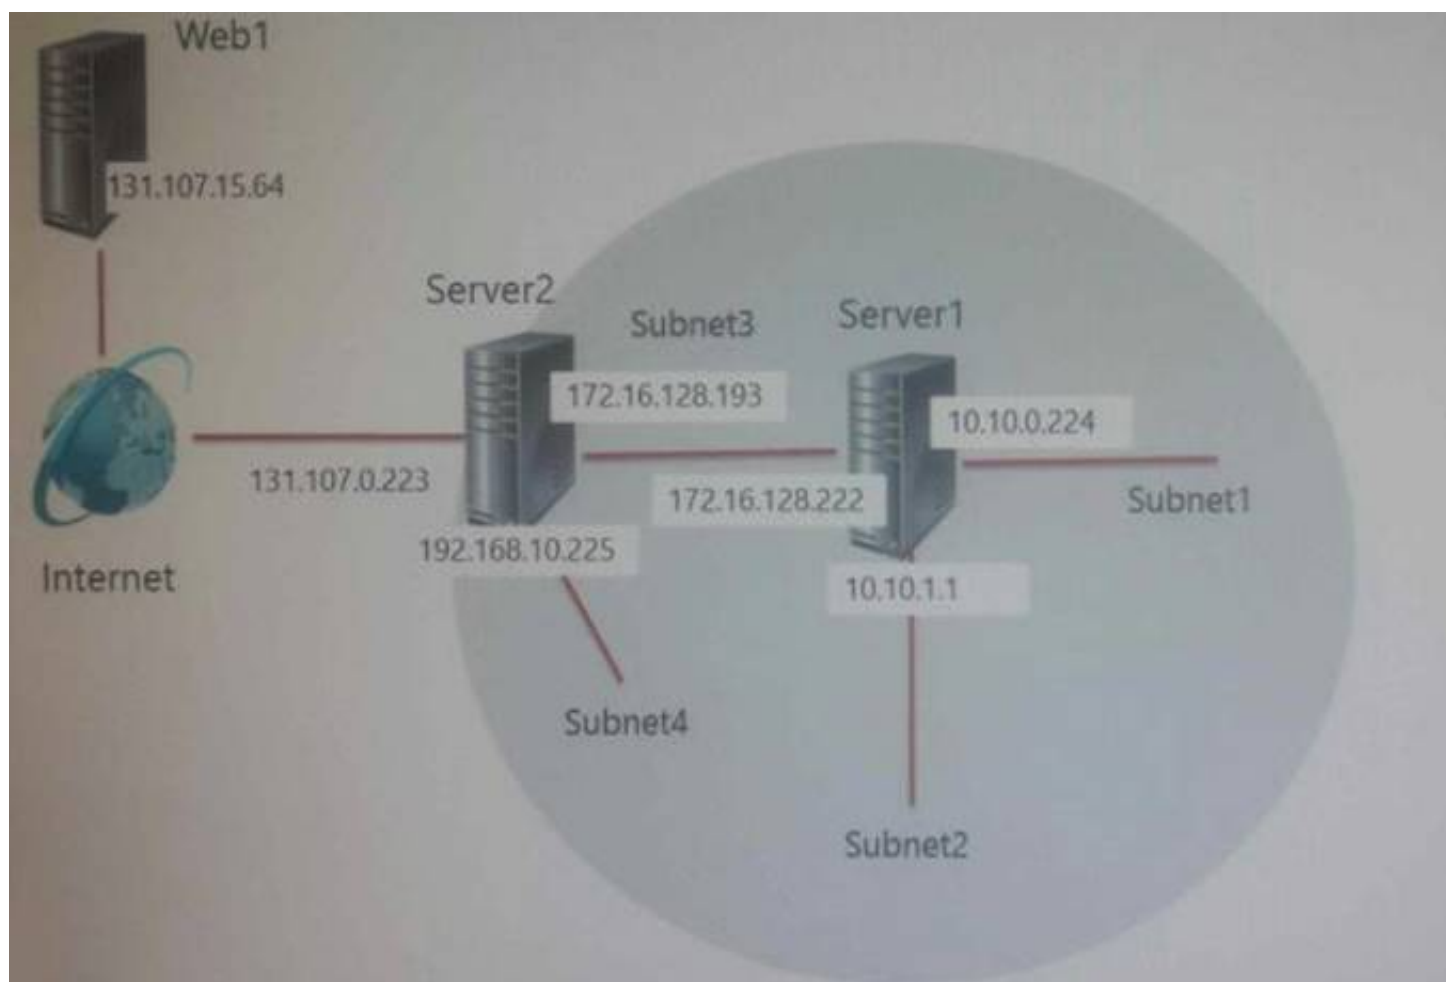 Web1
131.107.15.64
Server2
Subnet3
Server1
172.16.128.193
10.10.0.224
131.107.0.223
172.16.128.222
Subnet1
192.168.10.225
Internet
10.10.1.1
Subnet4
Subnet2